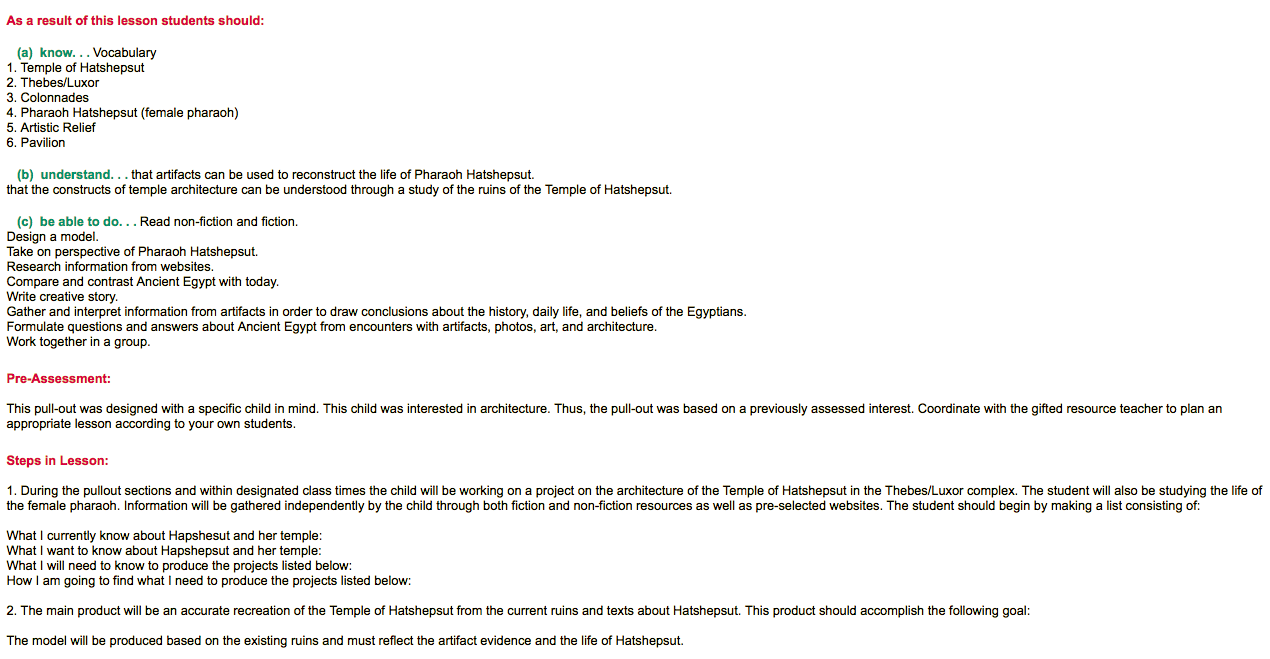 As a result of this lesson students should:
(a) know. . . Vocabulary
1. Temple of Hatshepsut
2. Thebes/Luxor
3. Colonnades
4. Pharaoh Hatshepsut (female pharaoh)
5. Artistic Relief
6. Pavilion
(b) understand. . . that artifacts can be used to reconstruct the life of Pharaoh Hatshepsut.
that the constructs of temple architecture can be understood through a study of the ruins of the Temple of Hatshepsut.
(c) be able to do. . . Read non-fiction and fiction.
Design a model.
Take on perspective of Pharaoh Hatshepsut.
Research information from websites.
Compare and contrast Ancient Egypt with today.
Write creative story.
Gather and interpret information from artifacts in order to draw conclusions about the history, daily life, and beliefs of the Egyptians.
Formulate questions and answers about Ancient Egypt from encounters with artifacts, photos, art, and architecture.
Work together in a group.
Pre-Assessment:
This pull-out was designed with a specific child in mind. This child was interested in architecture. Thus, the pull-out was based on a previously assessed interest. Coordinate with the gifted resource teacher to plan an
appropriate lesson according to your own students.
Steps in Lesson:
1. During the pullout sections and within designated class times the child will be working on a project on the architecture of the Temple of Hatshepsut in the Thebes/Luxor complex. The student will also be studying the life of
the female pharaoh. Information will be gathered independently by the child through both fiction and non-fiction resources as well as pre-selected websites. The student should begin by making a list consisting of:
What I currently know about Hapshesut and her temple:
What I want to know about Hapshepsut and her temple:
What I will need to know to produce the projects listed below:
How I am going to find what I need to produce the projects listed below:
2. The main product will be an accurate recreation of the Temple of Hatshepsut from the current ruins and texts about Hatshepsut. This product should accomplish the following goal:
The model will be produced based on the existing ruins and must reflect the artifact evidence and the life of Hatshepsut.